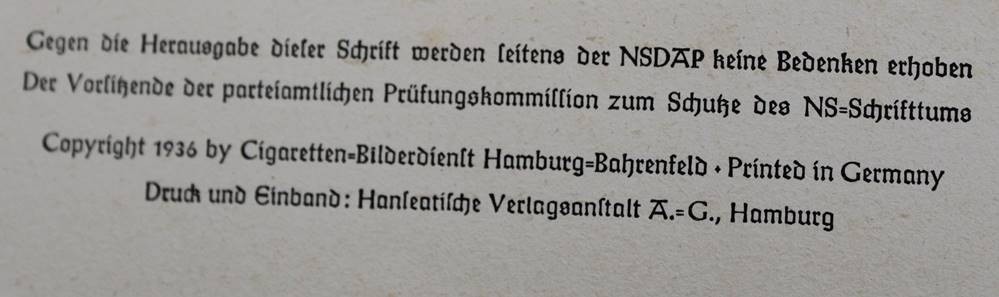 Gegen die Herausgabe dieser Schrift werden seitens der NSDAP keine Bedenken erhoben
Der Vorsitzende der parteiamtlichen Prüfungskommission zum Schutze des NS=Schrifttums
Copyright 1936 by Cigaretten=Bilderdienst Hamburg=Bahrenfeld · Printed in Germany
Druck und Einband: Hanseatische Verlagsanstalt A.=G., Hamburg